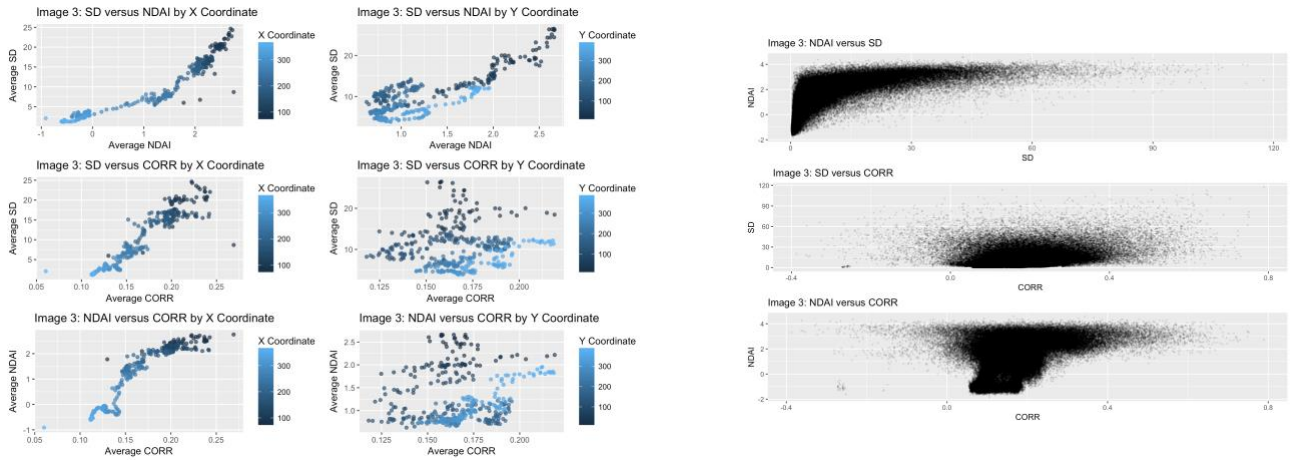 Image 3: SD versus NDAI by X Coordinate
25
20
15
10
5
Average SD
-1 0 1 2
Average NDAI
X Coordinate
300
200
100
Image 3: SD versus NDAI by Y Coordinate
20
10
Average SD
1.0 1.5 2.0 2.5
Average NDAI
Y Coordinate
400
300
200
100
Image 3: SD versus CORR by X Coordinate
25
20
15
10
5
Average SD
0.05 0.10 0.15 0.20 0.25
Average CORR
X Coordinate
300
200
100
Image 3: SD versus CORR by Y Coordinate
20
10
Average SD
0.125 0.150 0.175 0.200
Average CORR
Y Coordinate
300
200
100
Image 3: NDAI versus CORR by X Coordinate
2
1
0
-1
Average NDAI
0.05 0.10 0.15 0.20 0.25
Average CORR
X Coordinate
300
200
100
Image 3: NDAI versus CORR by Y Coordinate
2.5
2.0
1.5
1.0
Average NDAI
0.125 0.150 0.175 0.200
Average CORR
Y Coordinate
300
200
100
Image 3: NDAI versus SD
4
2
0
-2
NDAI
0 30 60 90 120
SD
Image 3: SD versus CORR
120
90
60
30
0
SD
-0.4 0.0 0.4 0.8
CORR
Image 3: NDAI versus CORR
4
2
0
-2
NDAI
-0.4 0.0 0.4 0.8
CORR